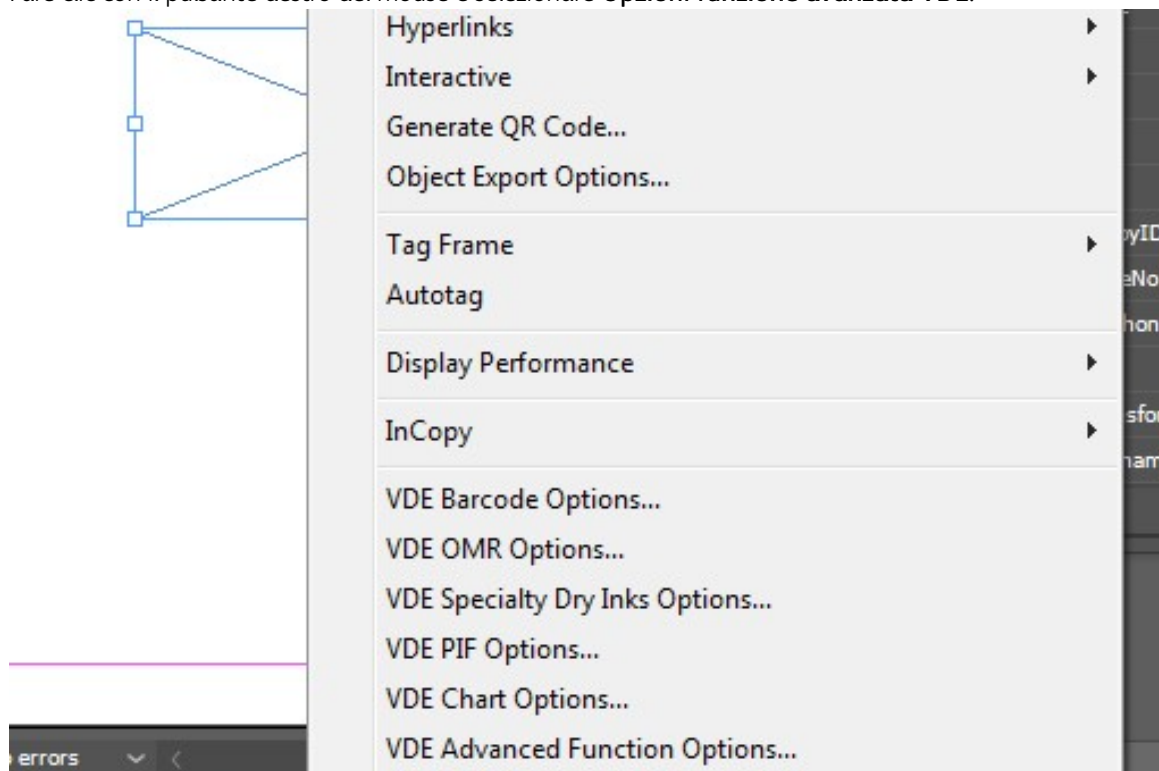 Hyperlinks
Interactive
Generate QR Code...
Object Export Options...
Tag Frame
Autotag
Display Performance
InCopy
VDE Barcode Options...
VDE OMR Options...
VDE Specialty Dry Inks Options...
VDE PIF Options...
VDE Chart Options...
errors
VDE Advanced Function Options...